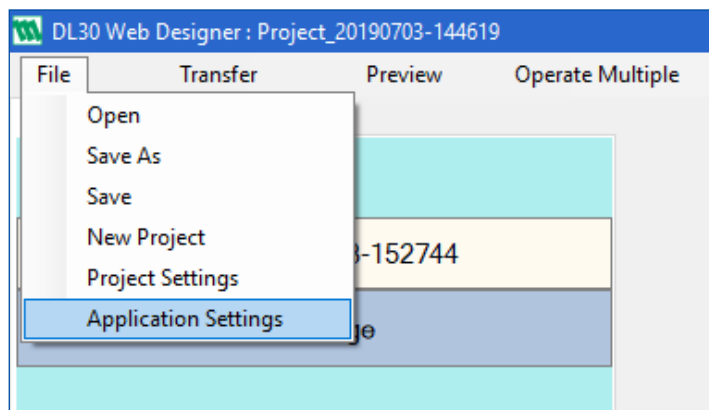 DL30 Web Designer : Project_20190703-144619
File Transfer Preview Operate Multiple
Open
Save As
Save
New Project
-152744
Project Settings
Application Settings